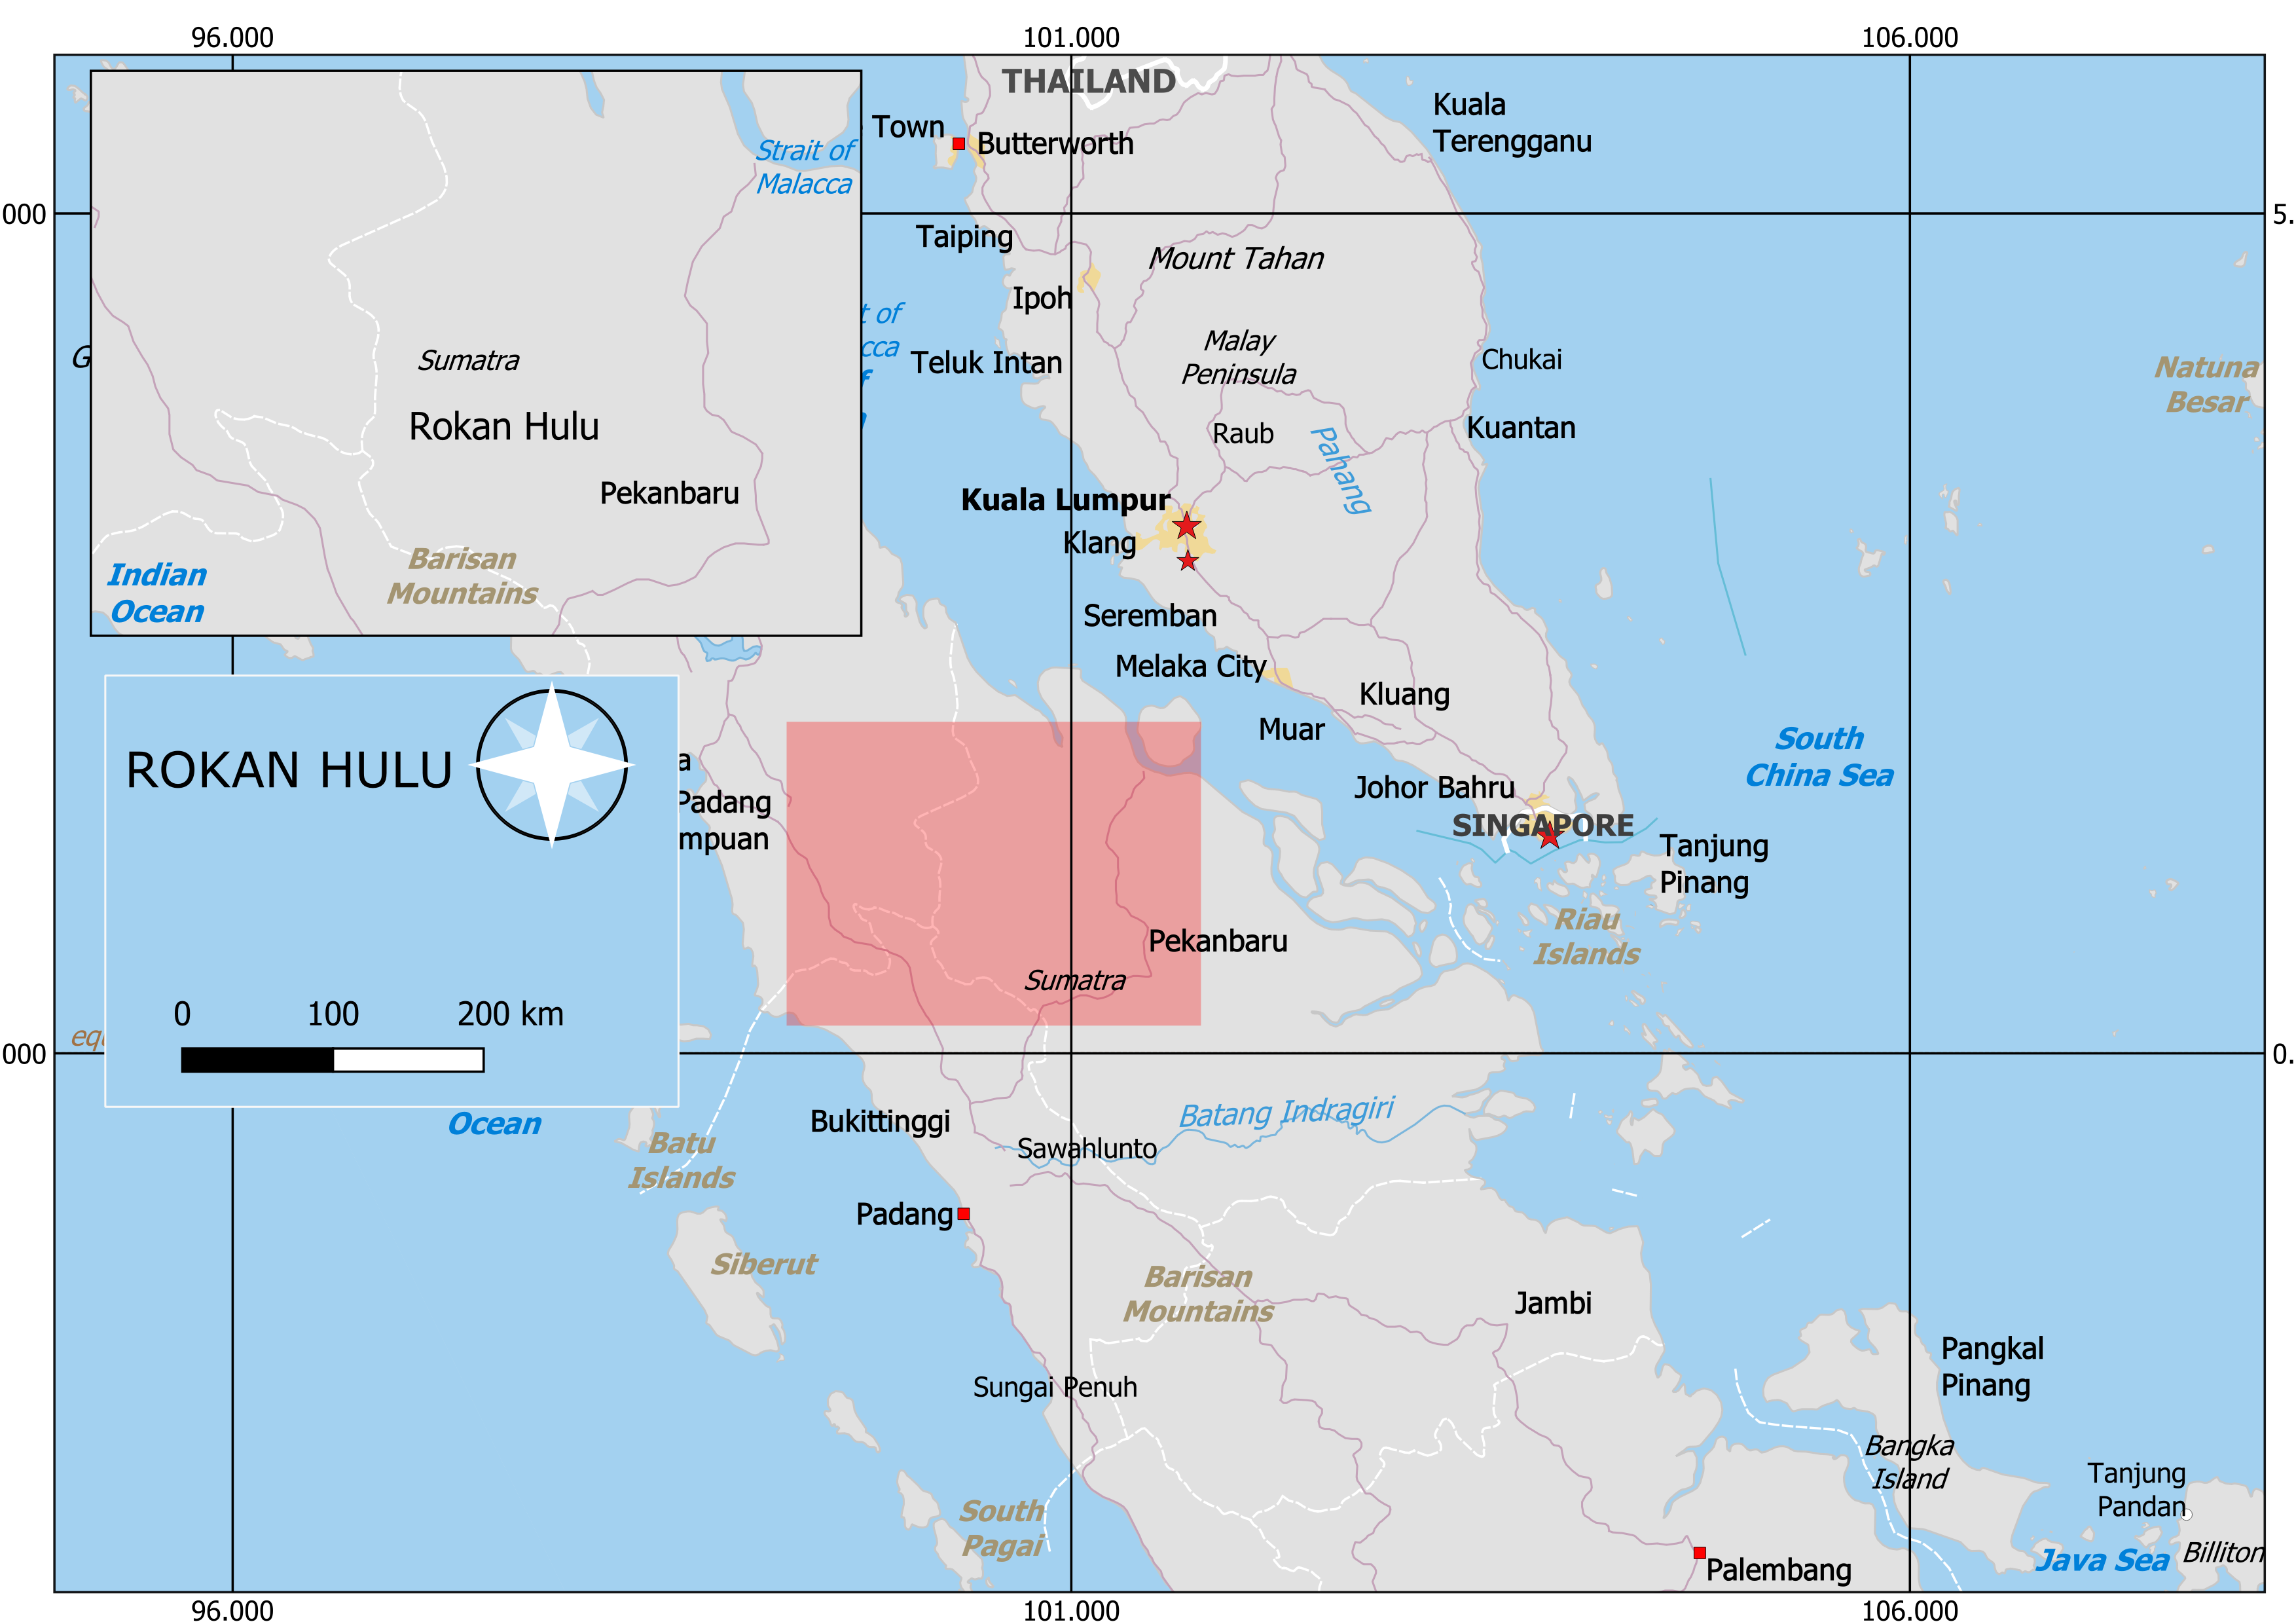 96.000
101.000
106.000
THAILAND
Town
Butterworth
Kuala
Terengganu
Strait of
Malacca
000
5.
Taiping
Mount Tahan
Ipoh
t of
cca
Malay
Peninsula
Teluk Intan
Chukai
Natuna
Besar
G
Sumatra
Rokan Hulu
Raub
Pahang
Kuantan
Pekanbaru
Kuala Lumpur
Klang
Barisan
Mountains
Indian
Ocean
Seremban
Melaka City
Kluang
Muar
South
China Sea
ROKAN HULU
a
Padang
mpuan
Johor Bahru
SINGAPORE
Tanjung
Pinang
Riau
Islands
Pekanbaru
Sumatra
0
100
200 km
equ
000
0.
Ocean
Bukittinggi
Batang Indragiri
Sawahlunto
Batu
Islands
Padang
Siberut
Barisan
Mountains
Jambi
Pangkal
Pinang
Sungai Penuh
Bangka
Island
Tanjung
Pandan
South
Pagai
Java Sea
Billiton
Palembang
96.000
101.000
106.000